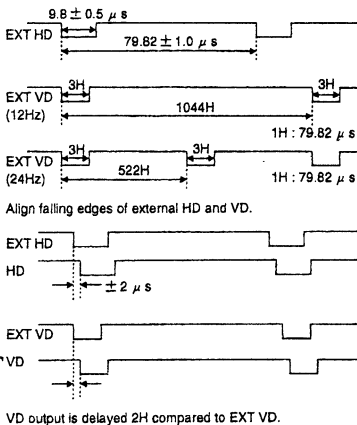 9.8 ± 0.5 μ s
EXT HD
79.82 ± 1.0 μ s
3H
3H
EXT VD
(12Hz)
1044H
1H : 79.82 μ s
3H
3H
EXT VD
(24Hz)
522H
1H : 79.82 μ s
Align falling edges of external HD and VD.
EXT HD
HD
± 2 μ s
EXT VD
VD
VD output is delayed 2H compared to EXT VD.